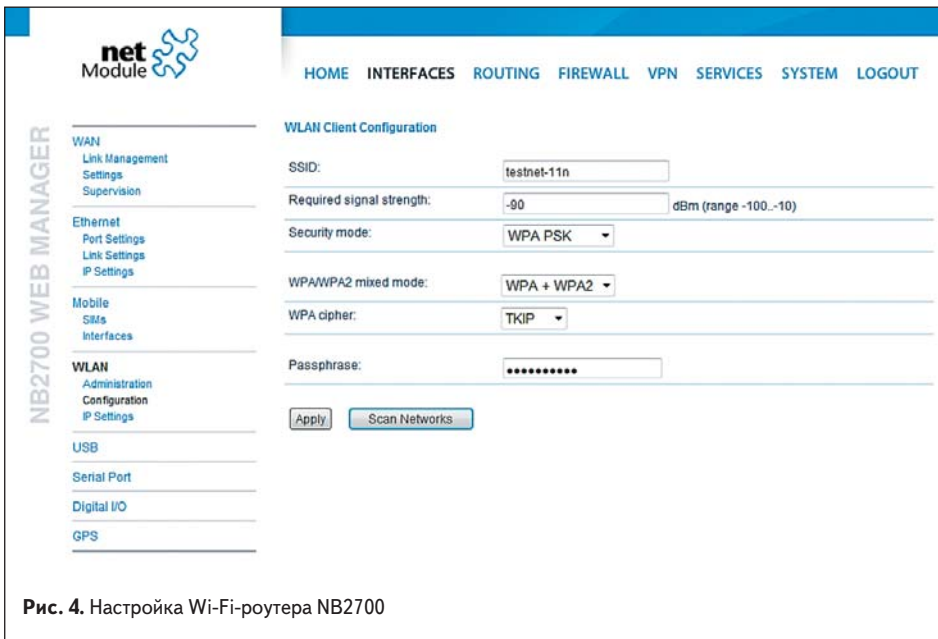 net
Module
HOME INTERFACES ROUTING FIREWALL VPN SERVICES SYSTEM LOGOUT
NB2700 WEB MANAGER
WAN
Link Management
Settings
Supervision
Ethernet
Port Settings
Link Settings
IP Settings
Mobile
SIMs
Interfaces
WLAN
Administration
Configuration
IP Settings
USB
Serial Port
Digital I/O
GPS
WLAN Client Configuration
SSID: testnet-11n
Required signal strength: -90 dBm (range -100..-10)
Security mode: WPA PSK
WPA/WPA2 mixed mode: WPA + WPA2
WPA cipher: TKIP
Passphrase: ••••••••••
Apply Scan Networks
Рис. 4. Настройка Wi-Fi-роутера NB2700